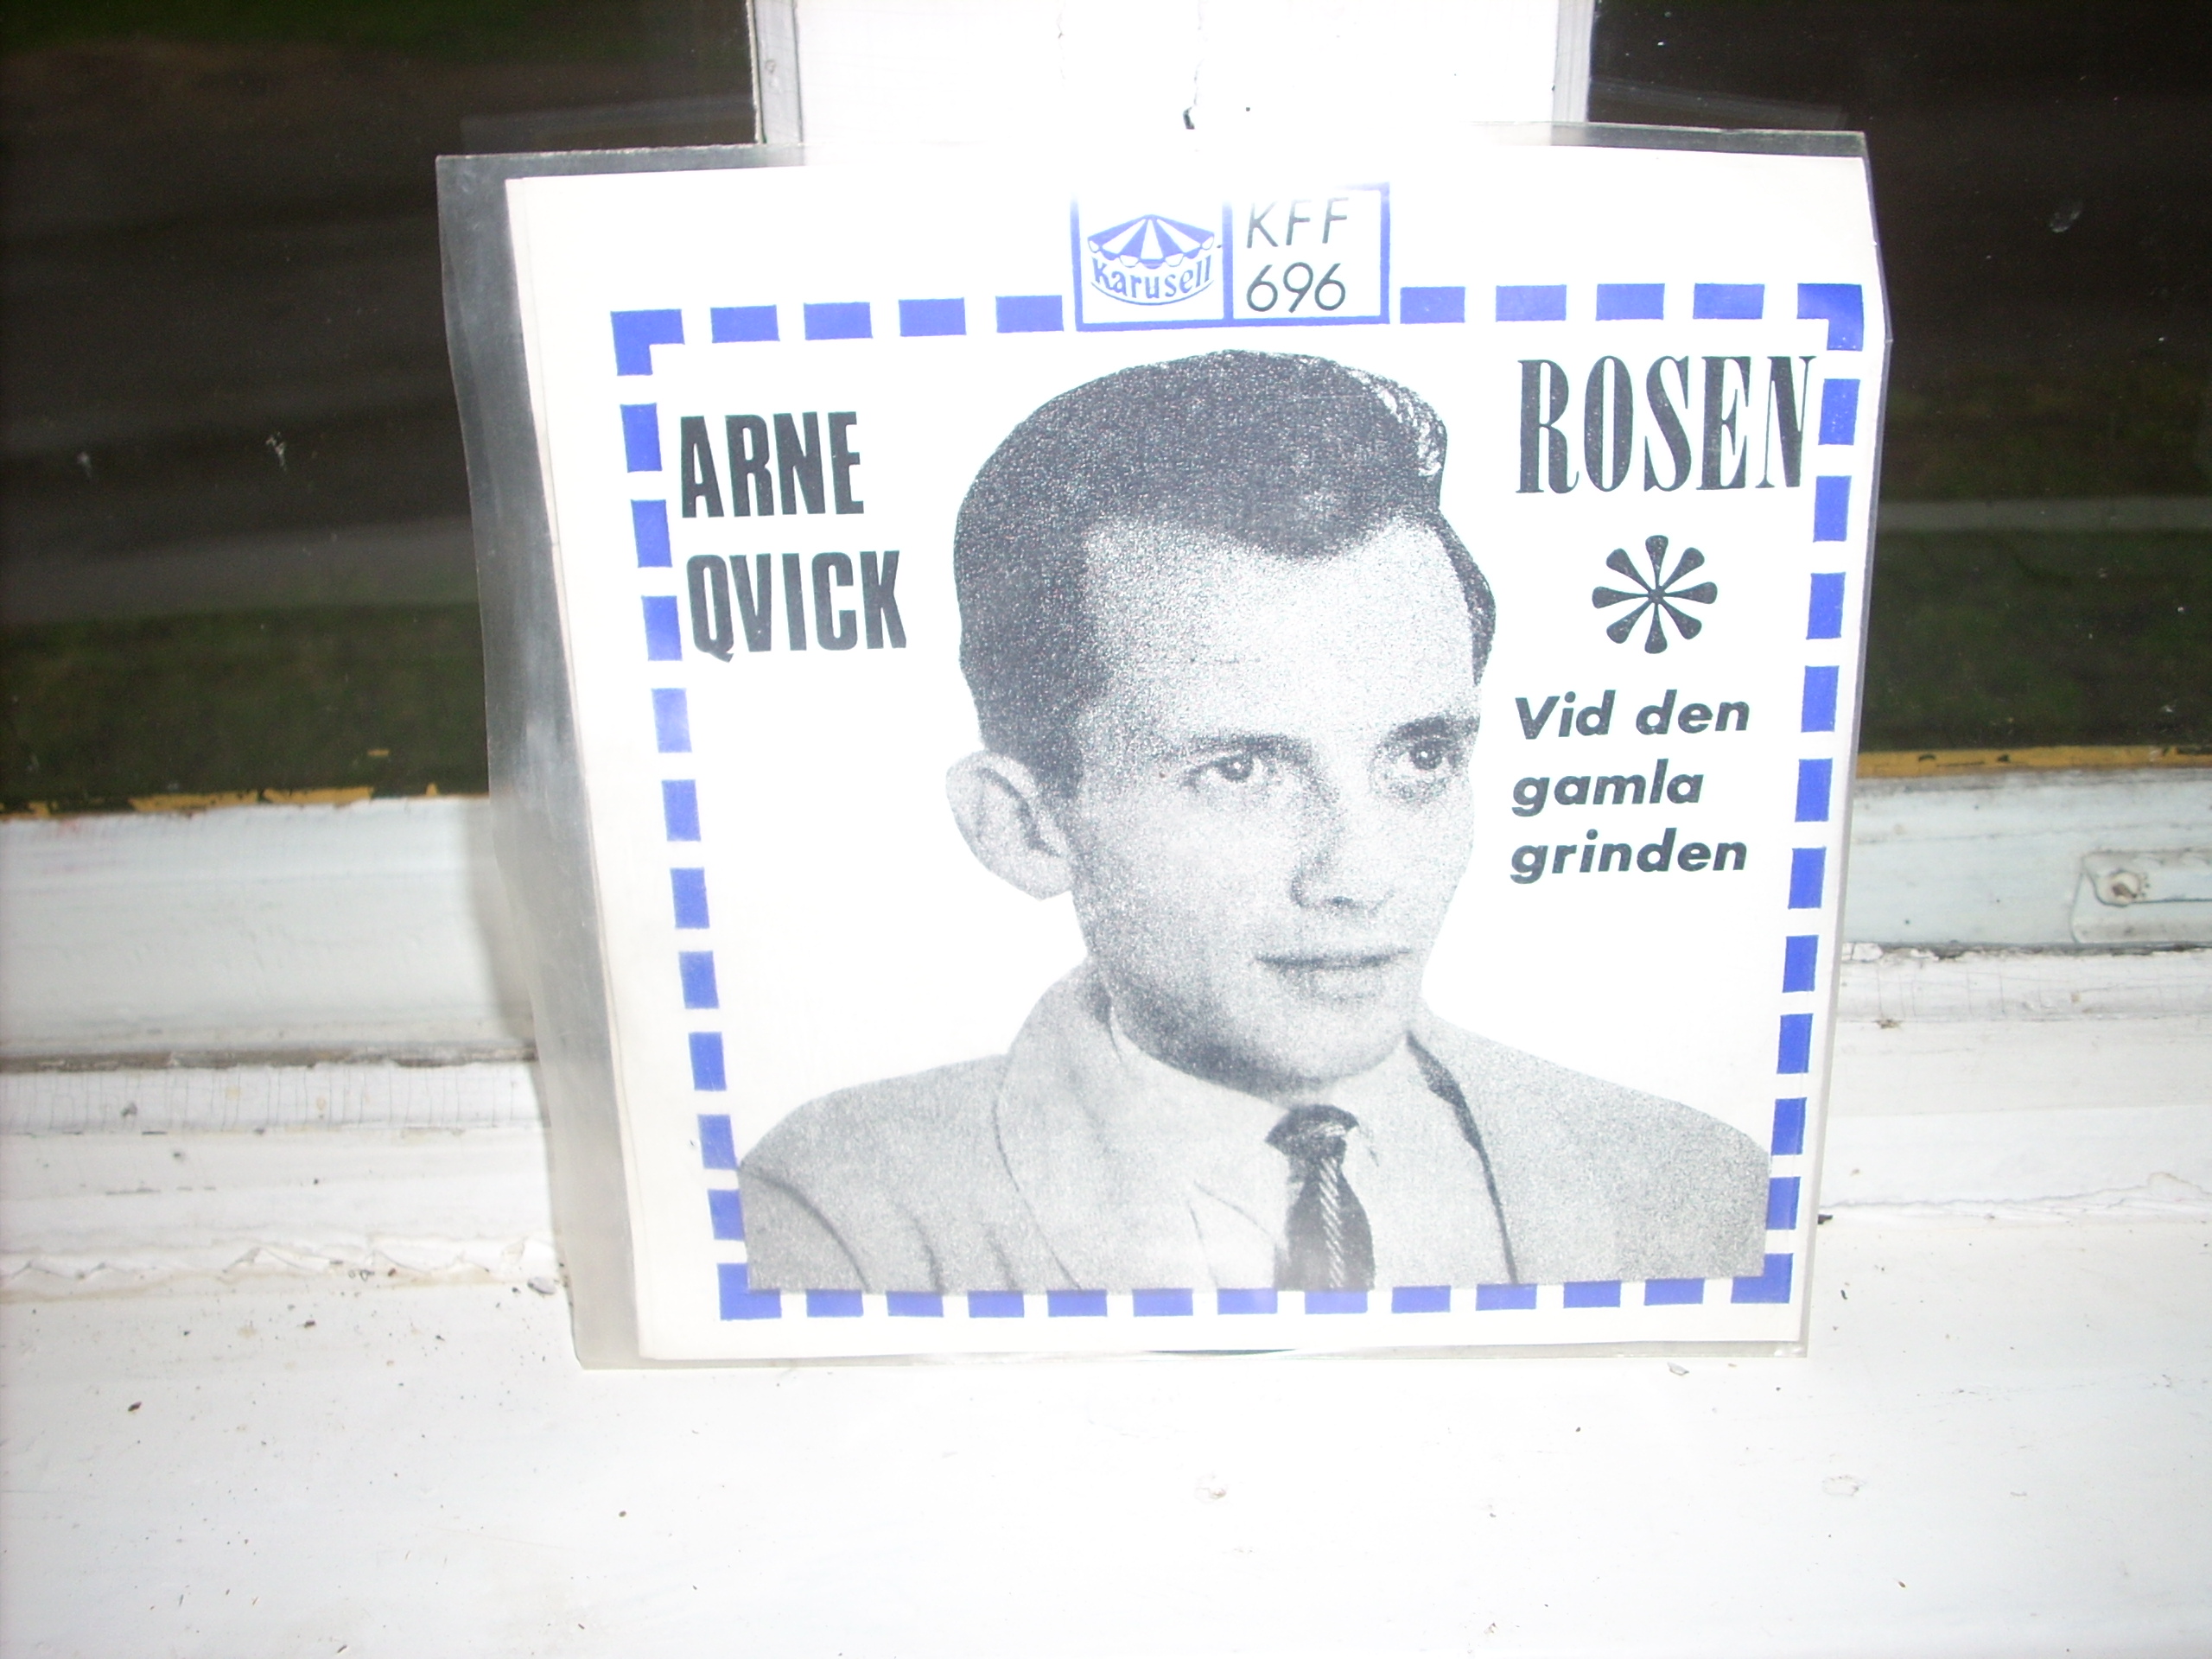 Karusell
KFF
696
ARNE
QVICK
ROSEN
Vid den
gamla
grinden